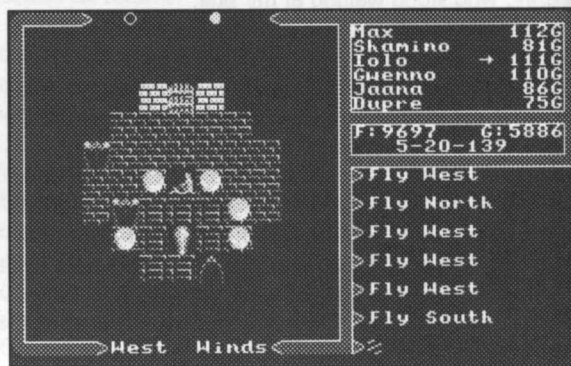 Max 112G
Skamino 81G
Iolo → 111G
Gwenno 110G
Jaana 86G
Dupre 75G
F:9697 G:5886
5-20-139
Fly West
Fly North
Fly West
Fly West
Fly West
Fly South
West Winds